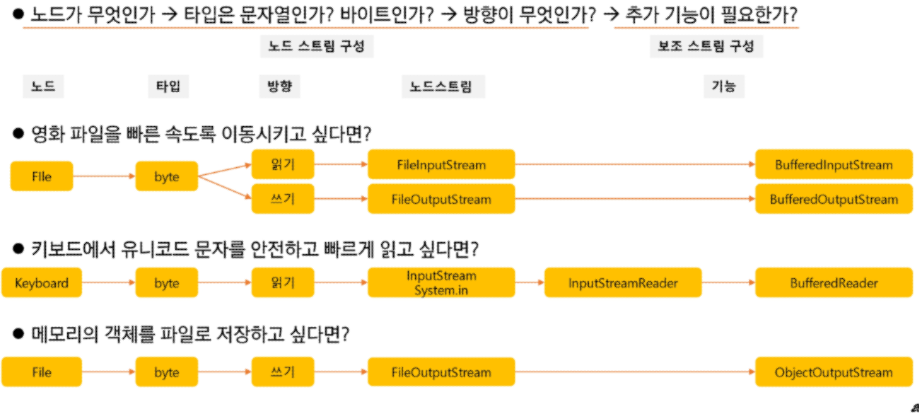 ● 노드가 무엇인가 → 타입은 문자열인가? 바이트인가? → 방향이 무엇인가? → 추가 기능이 필요한가?
노드 스트림 구성 보조 스트림 구성
노드 타입 방향 노드스트림 기능
● 영화 파일을 빠른 속도록 이동시키고 싶다면?
읽기 FileInputStream BufferedInputStream
File byte
쓰기 FileOutputStream BufferedOutputStream
● 키보드에서 유니코드 문자를 안전하고 빠르게 읽고 싶다면?
Keyboard byte 읽기 InputStream System.in InputStreamReader BufferedReader
● 메모리의 객체를 파일로 저장하고 싶다면?
File byte 쓰기 FileOutputStream ObjectOutputStream